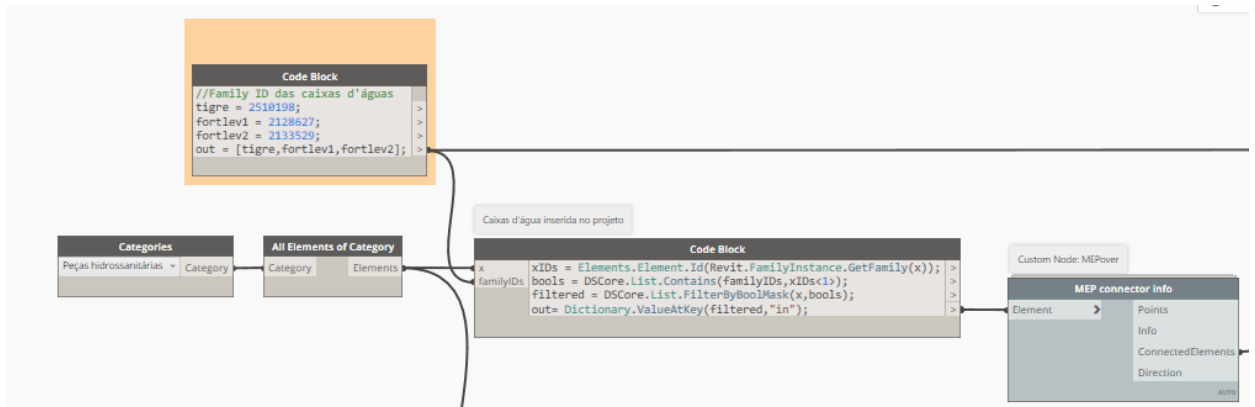 Code Block
//Family ID das caixas d'águas
tigre = 2510198;
>
fortlev1 = 2128627;
>
fortlev2 = 2133529;
>
out = [tigre,fortlev1,fortlev2];
>
Caixas d'água inserida no projeto
Categories
Peças hidrossanitárias
Category
All Elements of Category
Category
Elements
Code Block
x
xIDs = Elements.Element.Id(Revit.FamilyInstance.GetFamily(x));
>
familyIDs
bools = DSCore.List.Contains(familyIDs,xIDs<1>);
>
filtered = DSCore.List.FilterByBoolMask(x,bools);
>
out= Dictionary.ValueAtKey(filtered,"in");
>
Custom Node: MEPover
MEP connector info
Element
>
Points
Info
ConnectedElements
Direction
AUTO